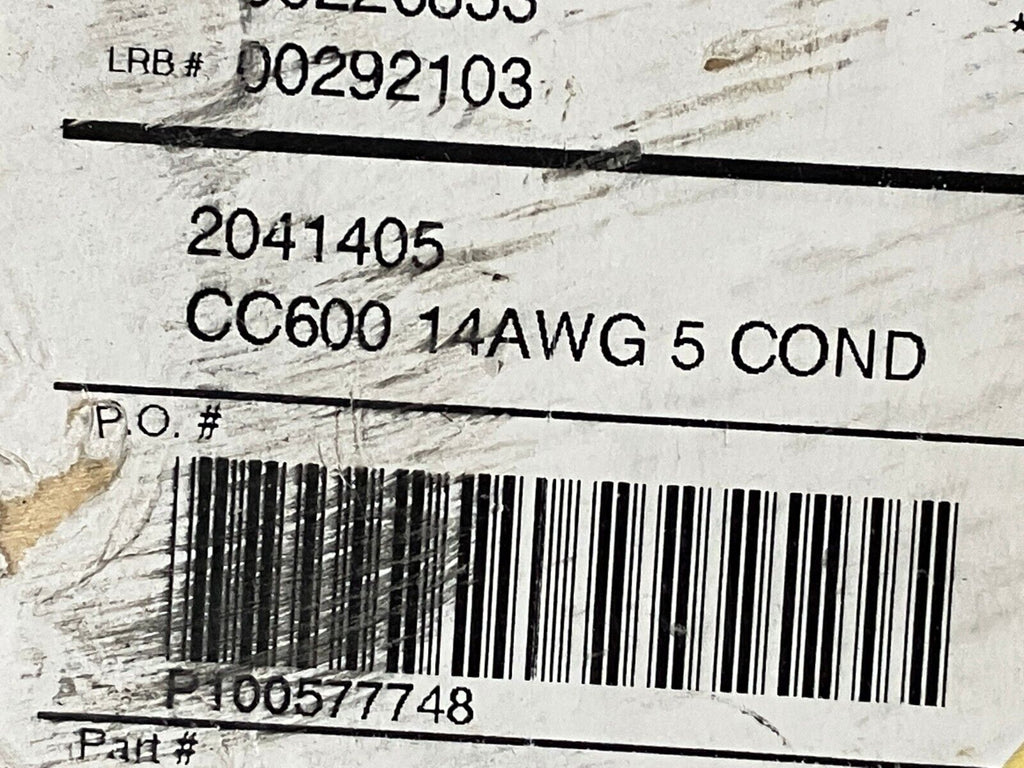 LRB # 00292103
2041405
CC600 14AWG 5 COND
P.O. #
P100577748
Part #